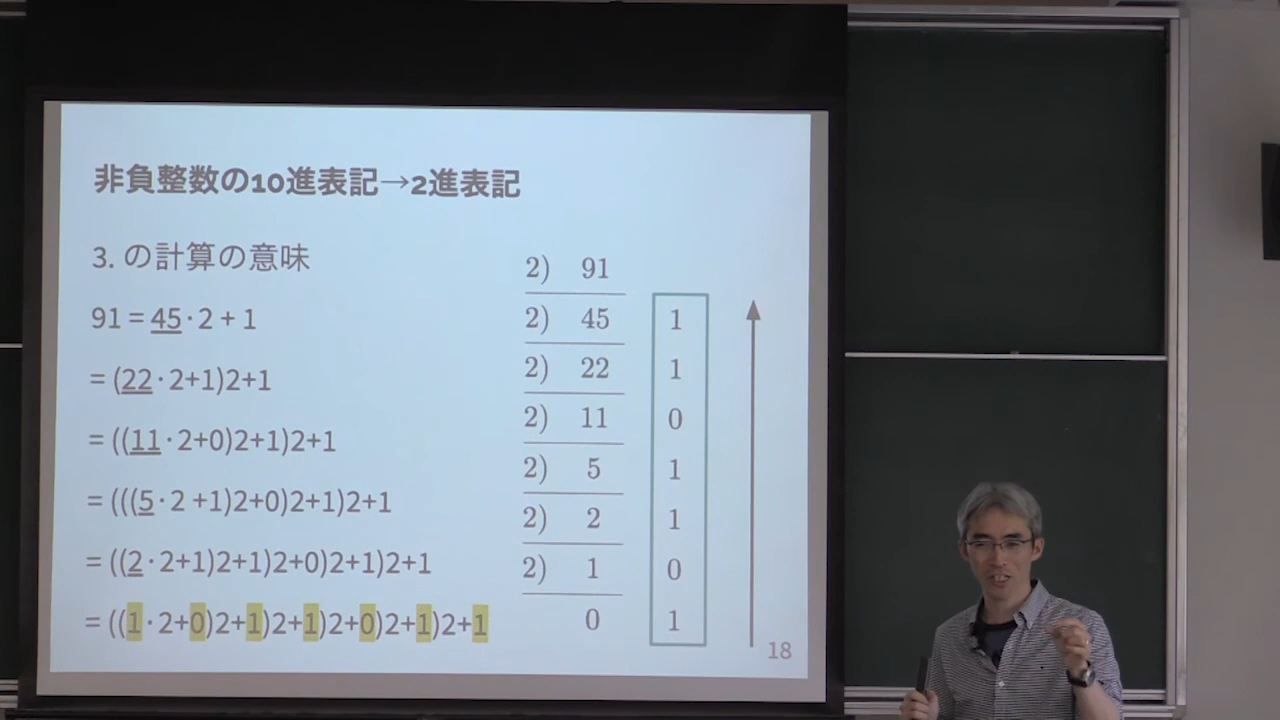 非負整数の10進表記→2進表記
3. の計算の意味
91 = 45·2 + 1
= (22·2+1)2+1
= ((11·2+0)2+1)2+1
= (((5·2 +1)2+0)2+1)2+1
= ((2·2+1)2+1)2+0)2+1)2+1
= ((1·2+0)2+1)2+1)2+0)2+1)2+1
2) 91
2) 45 1
2) 22 1
2) 11 0
2) 5 1
2) 2 1
2) 1 0
0 1
18